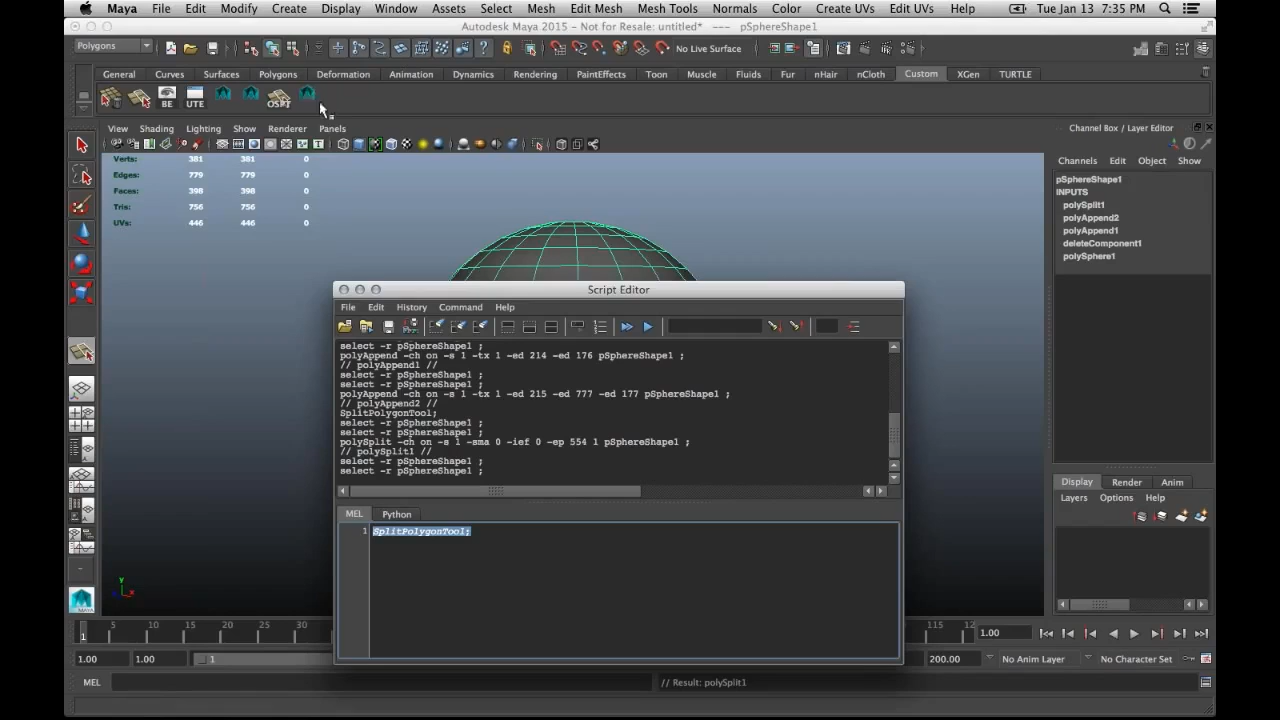 Maya File Edit Modify Create Display Window Assets Select Mesh Edit Mesh Mesh Tools Normals Color Create UVs Edit UVs Help Tue Jan 13 7:35 PM
Autodesk Maya 2015 - Not for Resale: untitled* --- pSphereShape1
Polygons No Live Surface
General Curves Surfaces Polygons Deformation Animation Dynamics Rendering PaintEffects Toon Muscle Fluids Fur nHair nCloth Custom XGen TURTLE
BE UTE OSPT
View Shading Lighting Show Renderer Panels
Channel Box / Layer Editor
Verts: 381 381 0
Edges: 779 779 0
Faces: 398 398 0
Tris: 756 756 0
UVs: 446 446 0
Channels Edit Object Show
pSphereShape1
INPUTS
polySplit1
polyAppend2
polyAppend1
deleteComponent1
polySphere1
Script Editor
File Edit History Command Help
select -r pSphereShape1 ;
polyAppend -ch on -s 1 -tx 1 -ed 214 -ed 176 pSphereShape1 ;
// polyAppend1 //
select -r pSphereShape1 ;
select -r pSphereShape1 ;
polyAppend -ch on -s 1 -tx 1 -ed 215 -ed 777 -ed 177 pSphereShape1 ;
// polyAppend2 //
SplitPolygonTool;
select -r pSphereShape1 ;
select -r pSphereShape1 ;
polySplit -ch on -s 1 -sma 0 -ief 0 -ep 554 1 pSphereShape1 ;
// polySplit1 //
select -r pSphereShape1 ;
select -r pSphereShape1 ;
MEL Python
1 SplitPolygonTool;
Display Render Anim
Layers Options Help
MAYA
y
x
1 5 10 15 20 25 30 115 12 1.00
1.00 1.00 1 200.00 No Anim Layer No Character Set
MEL // Result: polySplit1